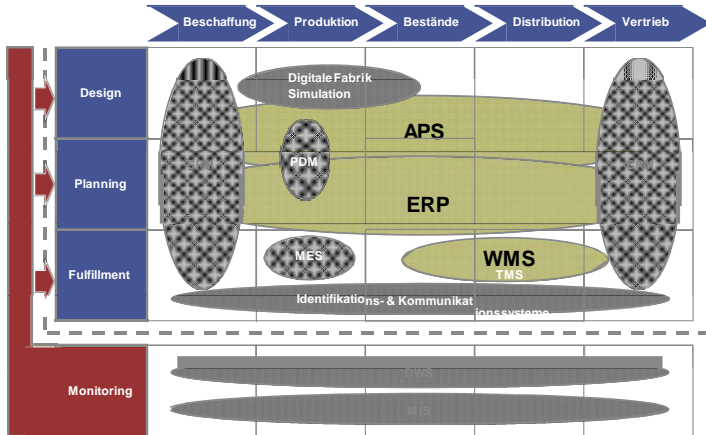 Beschaffung
Produktion
Bestände
Distribution
Vertrieb
Design
Digitale Fabrik
Simulation
APS
Planning
PDM
ERP
Fulfillment
MES
WMS
TMS
Identifikations- & Kommunikat
ionssysteme
Monitoring
DWS
MIS